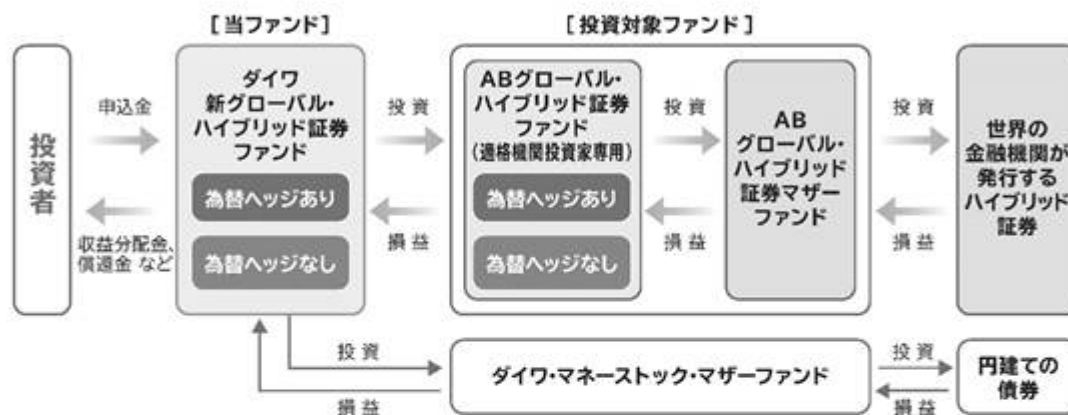 [当ファンド]
[投資対象ファンド]
投資者
申込金
収益分配金、
償還金 など
ダイワ
新グローバル・
ハイブリッド証券
ファンド
為替ヘッジあり
為替ヘッジなし
投資
損益
ABグローバル・
ハイブリッド証券
ファンド
(適格機関投資家専用)
為替ヘッジあり
為替ヘッジなし
投資
損益
AB
グローバル・
ハイブリッド
証券マザー
ファンド
投資
損益
世界の
金融機関が
発行する
ハイブリッド
証券
投資
損益
ダイワ・マネーストック・マザーファンド
投資
損益
円建ての
債券